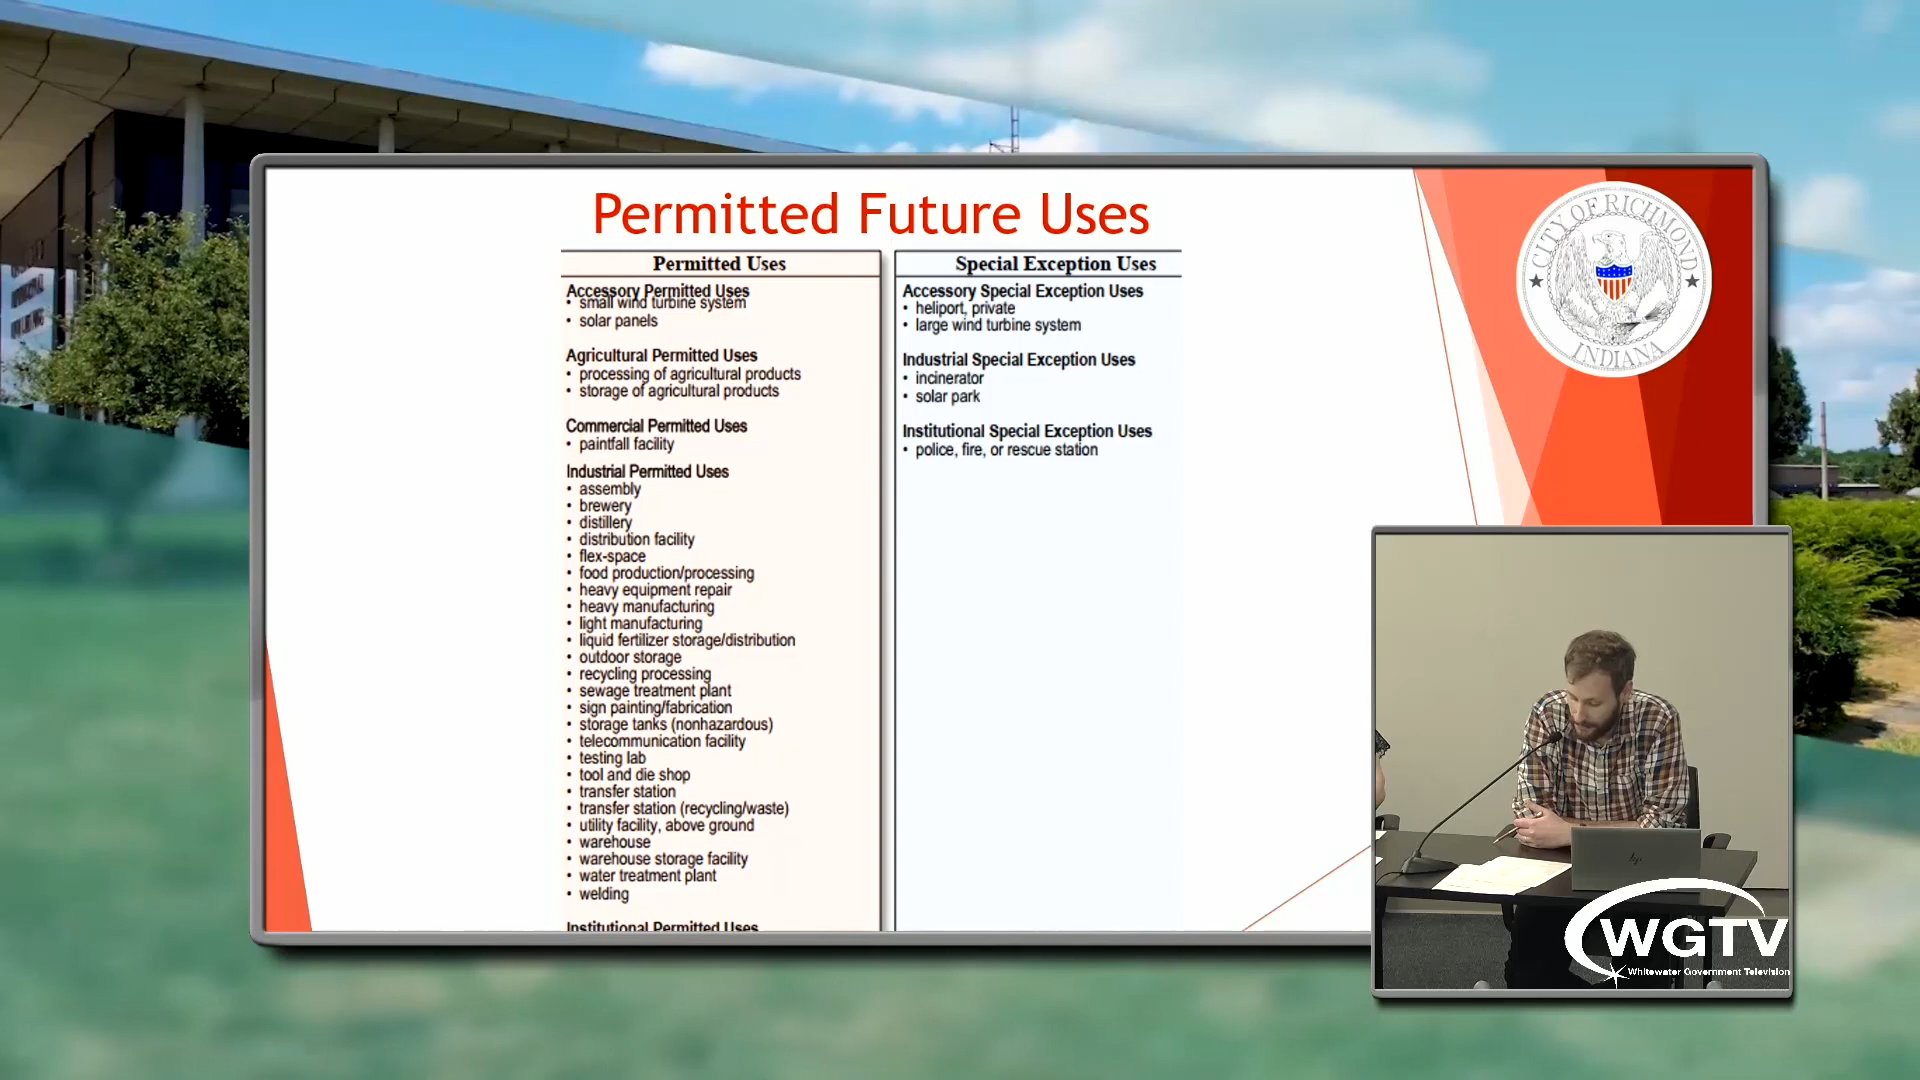 Permitted Future Uses
CITY OF RICHMOND
INDIANA
Permitted Uses
Accessory Permitted Uses
• small wind turbine system
• solar panels
Agricultural Permitted Uses
• processing of agricultural products
• storage of agricultural products
Commercial Permitted Uses
• paintfall facility
Industrial Permitted Uses
• assembly
• brewery
• distillery
• distribution facility
• flex-space
• food production/processing
• heavy equipment repair
• heavy manufacturing
• light manufacturing
• liquid fertilizer storage/distribution
• outdoor storage
• recycling processing
• sewage treatment plant
• sign painting/fabrication
• storage tanks (nonhazardous)
• telecommunication facility
• testing lab
• tool and die shop
• transfer station
• transfer station (recycling/waste)
• utility facility, above ground
• warehouse
• warehouse storage facility
• water treatment plant
• welding
Institutional Permitted Uses
Special Exception Uses
Accessory Special Exception Uses
• heliport, private
• large wind turbine system
Industrial Special Exception Uses
• incinerator
• solar park
Institutional Special Exception Uses
• police, fire, or rescue station
hp
WGTV
Whitewater Government Television